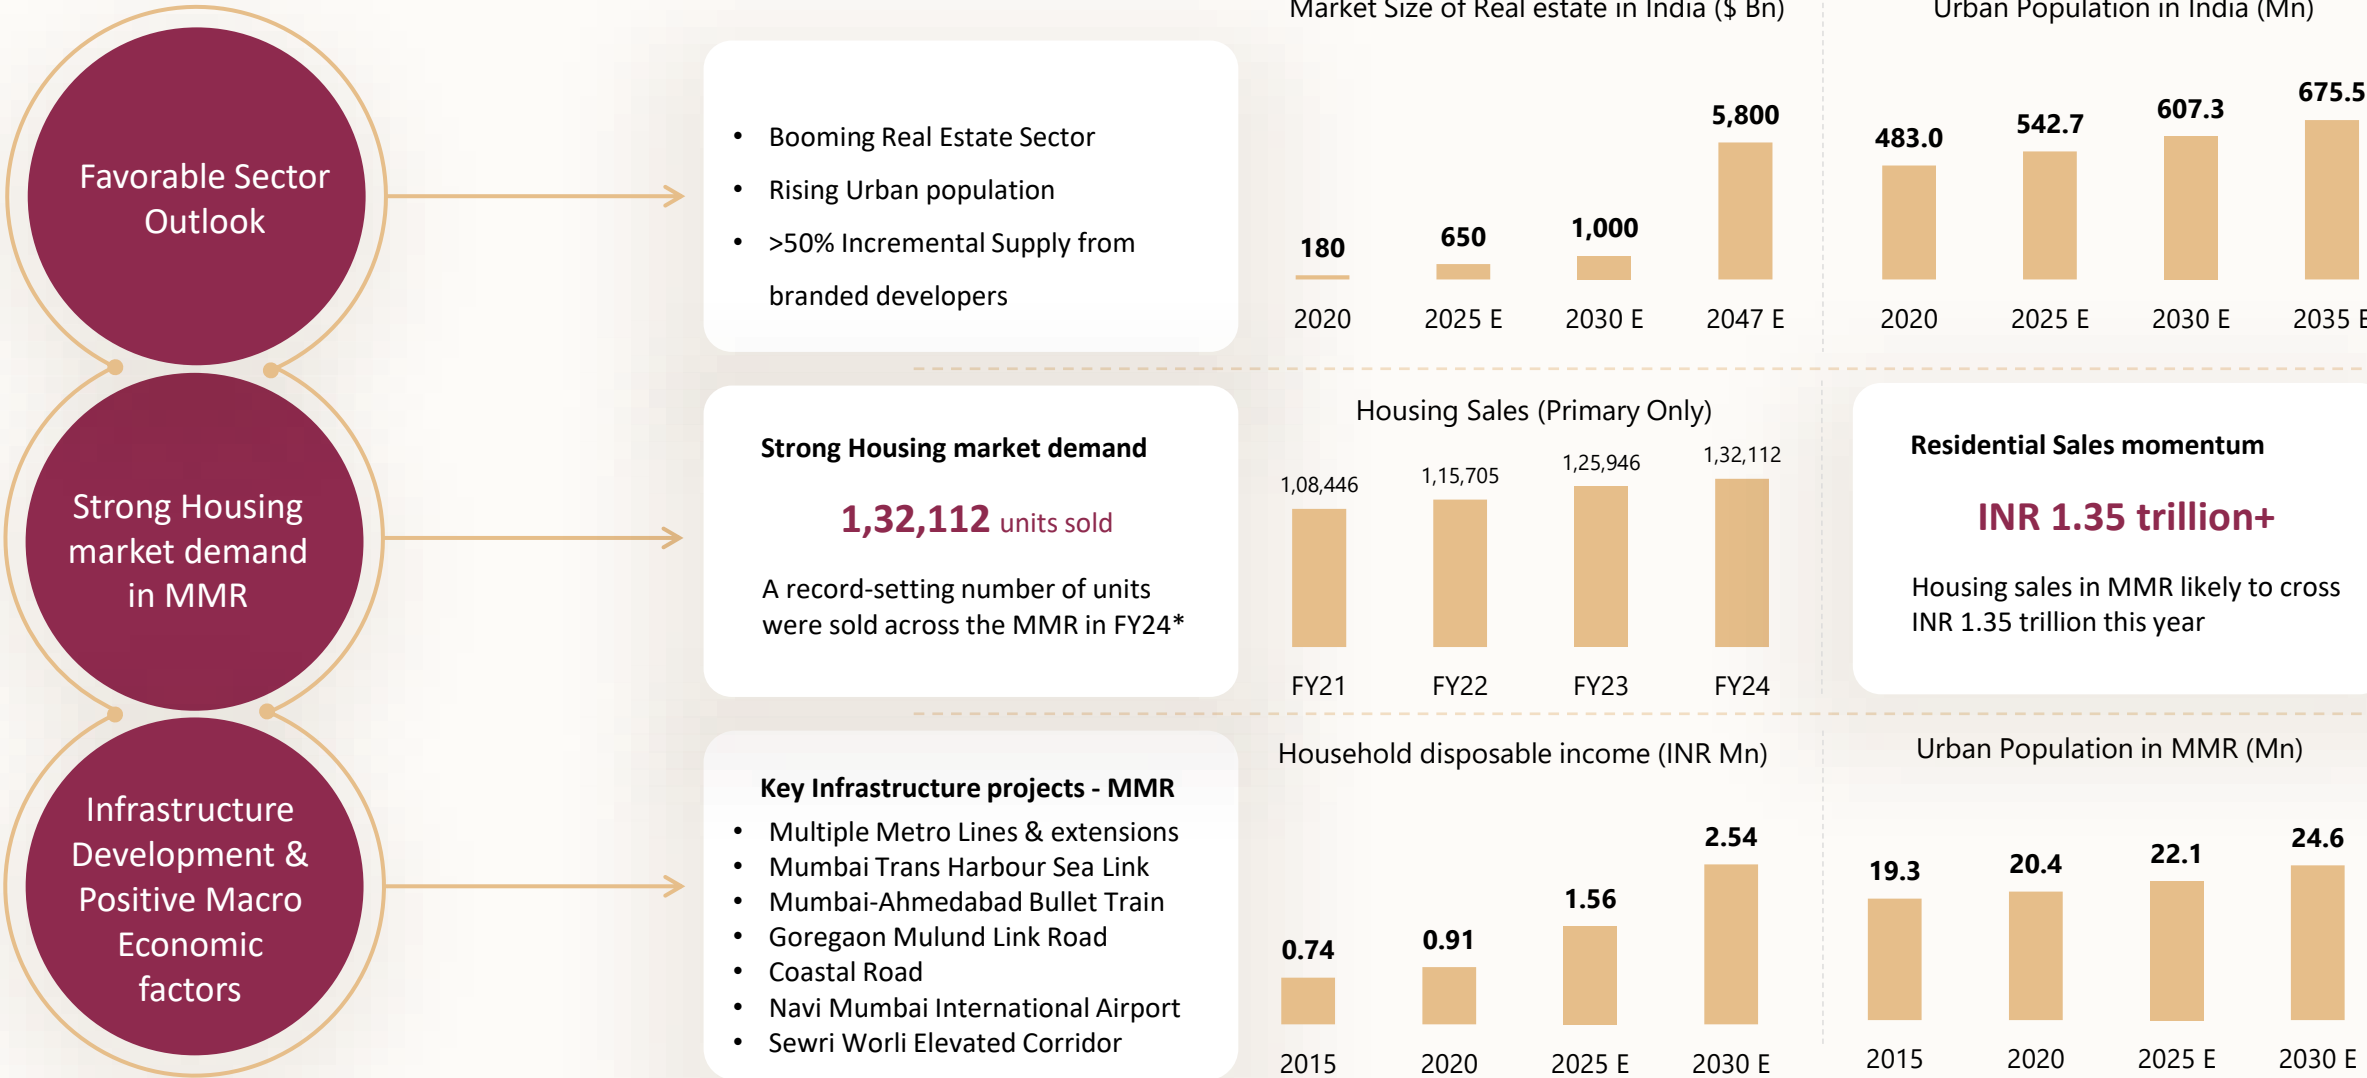 Market Size of Real estate in India ($ Bn)
Urban Population in India (Mn)
Favorable Sector
Outlook
• Booming Real Estate Sector
• Rising Urban population
• >50% Incremental Supply from
branded developers
180
650
1,000
5,800
2020
2025 E
2030 E
2047 E
483.0
542.7
607.3
675.5
2020
2025 E
2030 E
2035 E
Strong Housing
market demand
in MMR
Strong Housing market demand
1,32,112 units sold
A record-setting number of units
were sold across the MMR in FY24*
Housing Sales (Primary Only)
1,08,446
1,15,705
1,25,946
1,32,112
FY21
FY22
FY23
FY24
Residential Sales momentum
INR 1.35 trillion+
Housing sales in MMR likely to cross
INR 1.35 trillion this year
Infrastructure
Development &
Positive Macro
Economic
factors
Key Infrastructure projects - MMR
• Multiple Metro Lines & extensions
• Mumbai Trans Harbour Sea Link
• Mumbai-Ahmedabad Bullet Train
• Goregaon Mulund Link Road
• Coastal Road
• Navi Mumbai International Airport
• Sewri Worli Elevated Corridor
Household disposable income (INR Mn)
0.74
0.91
1.56
2.54
2015
2020
2025 E
2030 E
Urban Population in MMR (Mn)
19.3
20.4
22.1
24.6
2015
2020
2025 E
2030 E